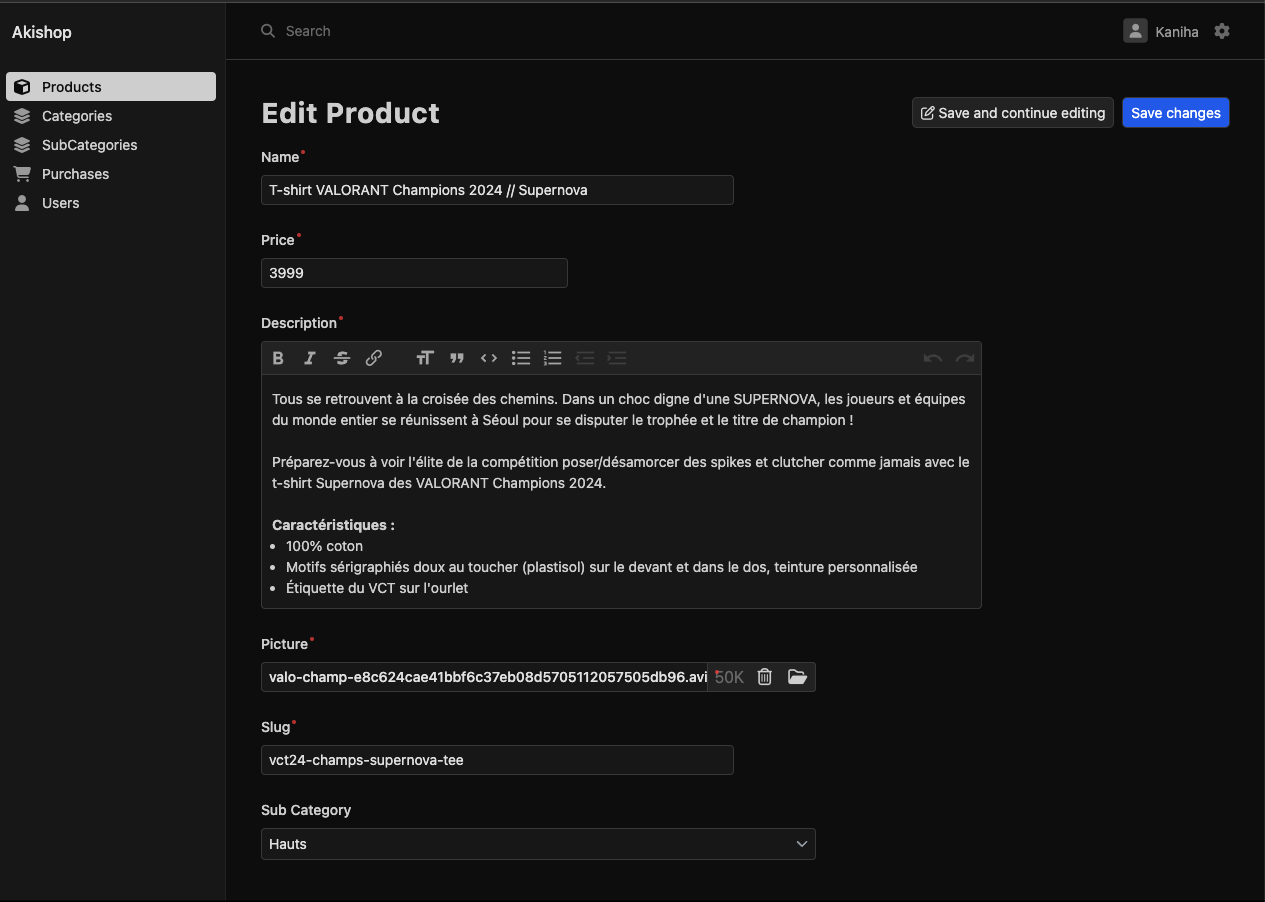 Akishop
Search
Kaniha
Products
Categories
SubCategories
Purchases
Users
Edit Product
Save and continue editing
Save changes
Name
T-shirt VALORANT Champions 2024 // Supernova
Price
3999
Description
Tous se retrouvent à la croisée des chemins. Dans un choc digne d'une SUPERNOVA, les joueurs et équipes
du monde entier se réunissent à Séoul pour se disputer le trophée et le titre de champion !
Préparez-vous à voir l'élite de la compétition poser/désamorcer des spikes et clutcher comme jamais avec le
t-shirt Supernova des VALORANT Champions 2024.
Caractéristiques :
• 100% coton
• Motifs sérigraphiés doux au toucher (plastisol) sur le devant et dans le dos, teinture personnalisée
• Étiquette du VCT sur l'ourlet
Picture
valo-champ-e8c624cae41bbf6c37eb08d5705112057505db96.avi
50K
Slug
vct24-champs-supernova-tee
Sub Category
Hauts